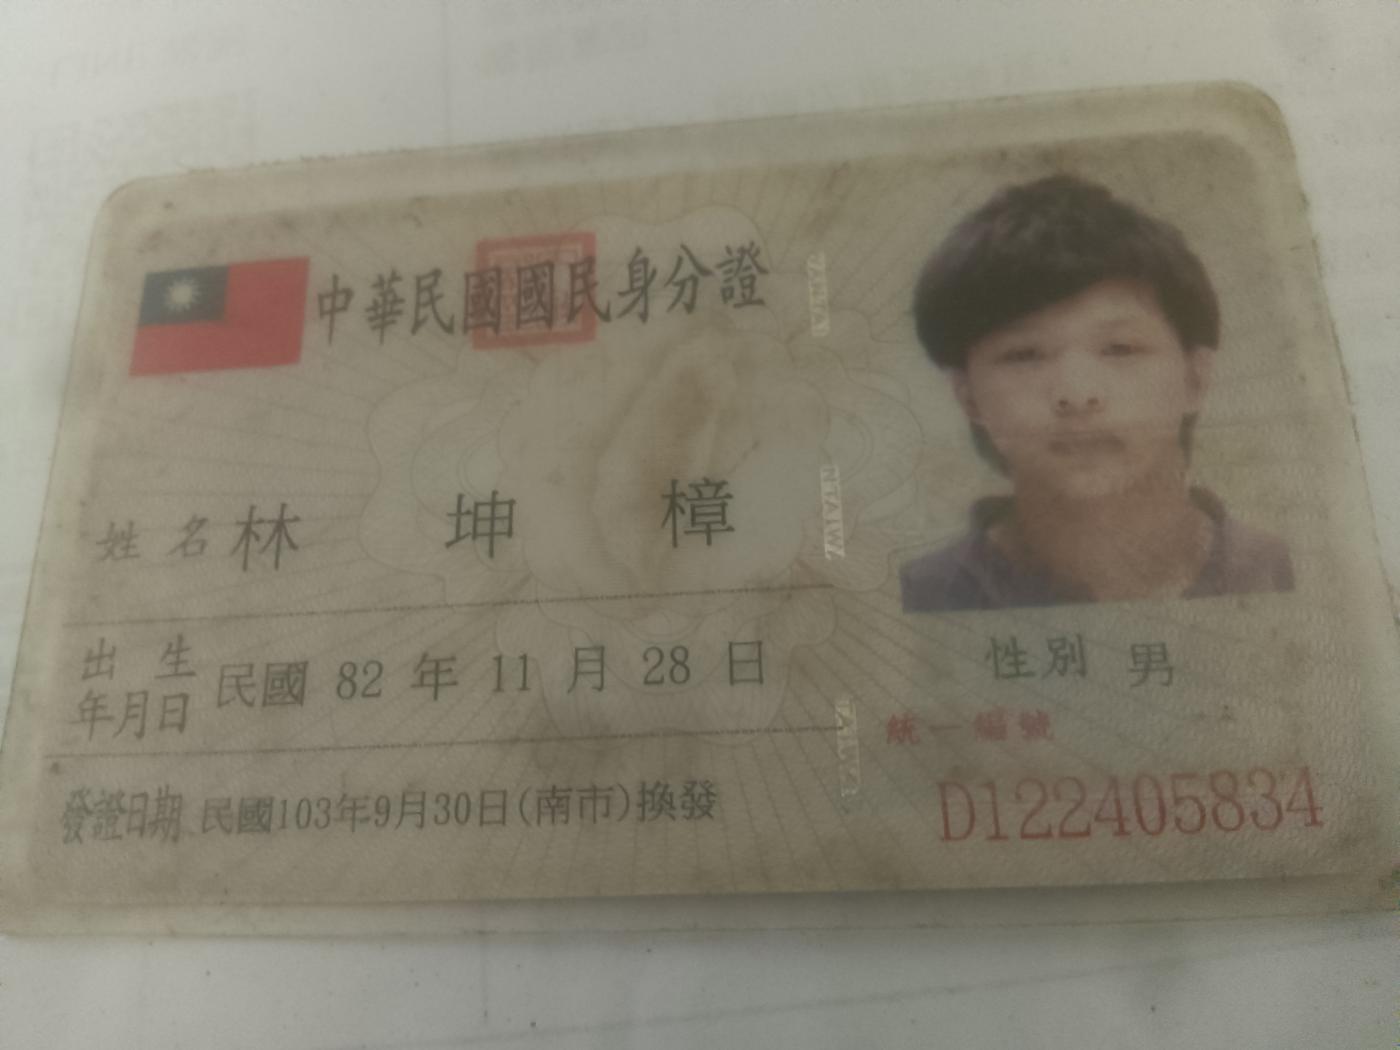 中華民國國民身分證
姓名 林 坤 樟
出生年月日 民國 82 年 11 月 28 日
性別 男
統一編號
D122405834
發證日期 民國103年9月30日(南市)換發